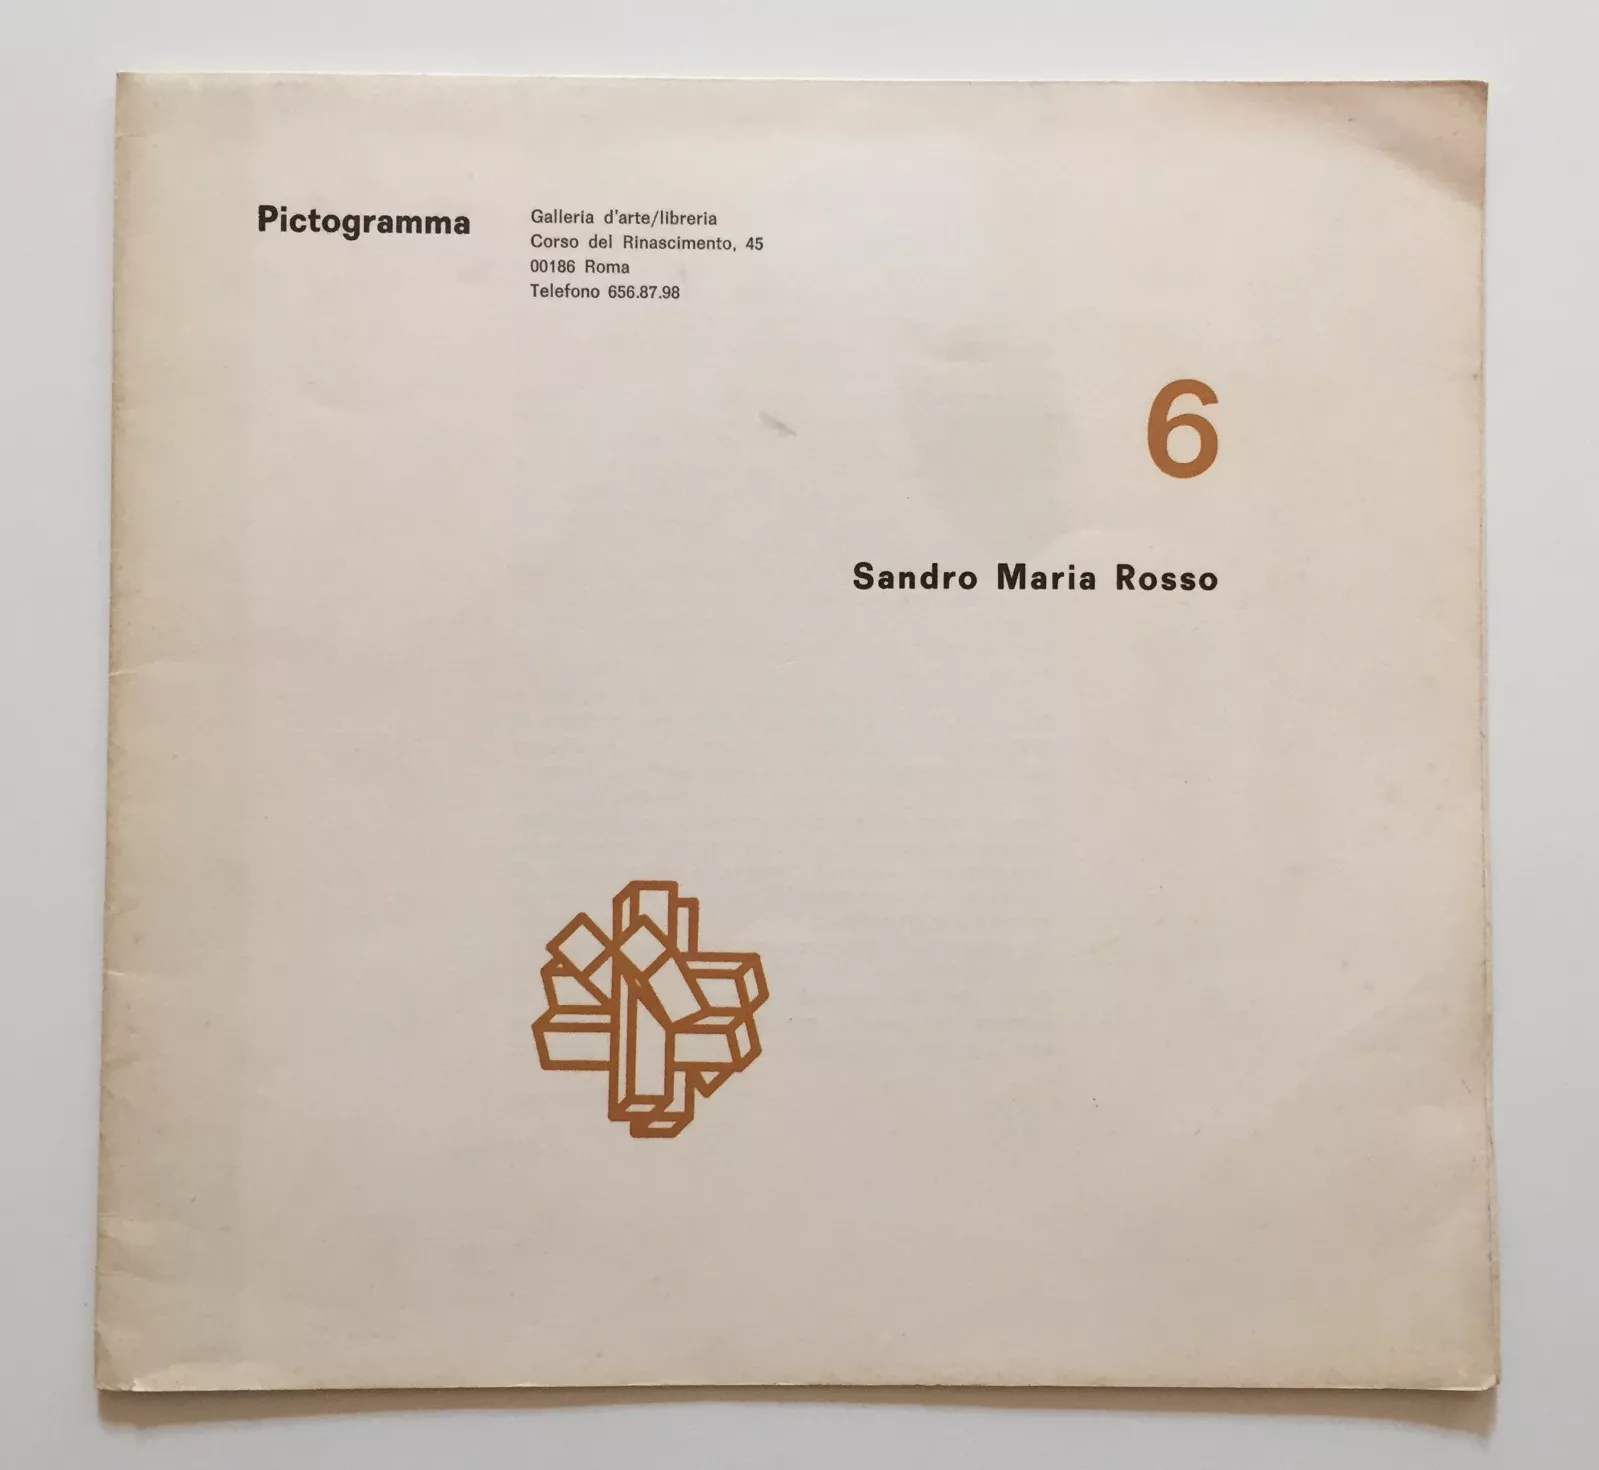 Pictogramma
Galleria d'arte/libreria
Corso del Rinascimento, 45
00186 Roma
Telefono 656.87.98
6
Sandro Maria Rosso